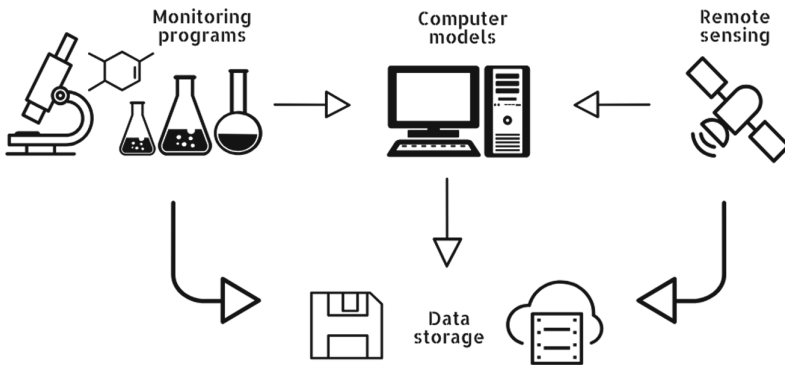 Monitoring
programs
Computer
models
Remote
sensing
Data
storage